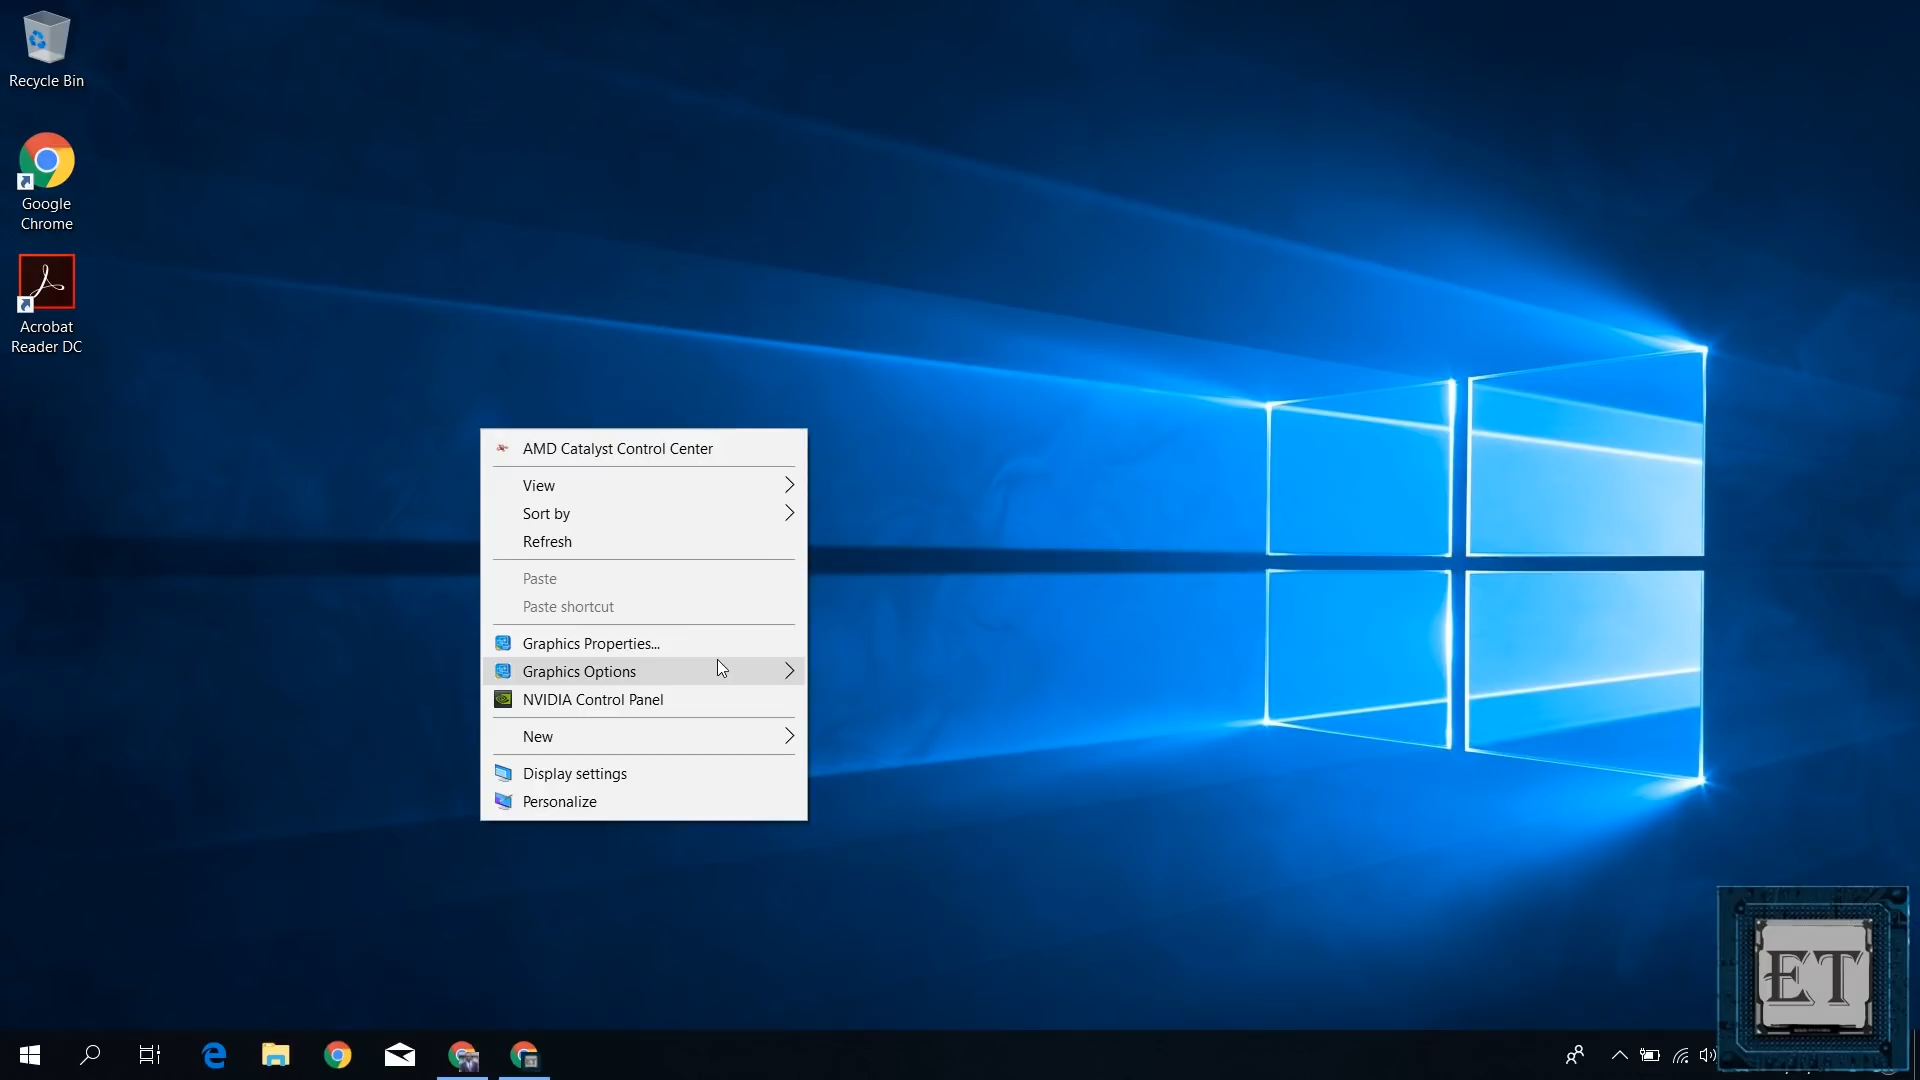 Recycle Bin
Google
Chrome
Acrobat
Reader DC
AMD Catalyst Control Center
View
Sort by
Refresh
Paste
Paste shortcut
Graphics Properties...
Graphics Options
NVIDIA Control Panel
New
Display settings
Personalize
ET